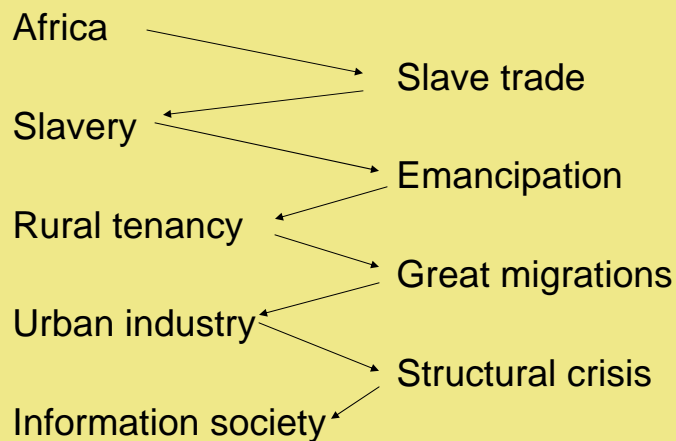 Africa
Slave trade
Slavery
Emancipation
Rural tenancy
Great migrations
Urban industry
Structural crisis
Information society